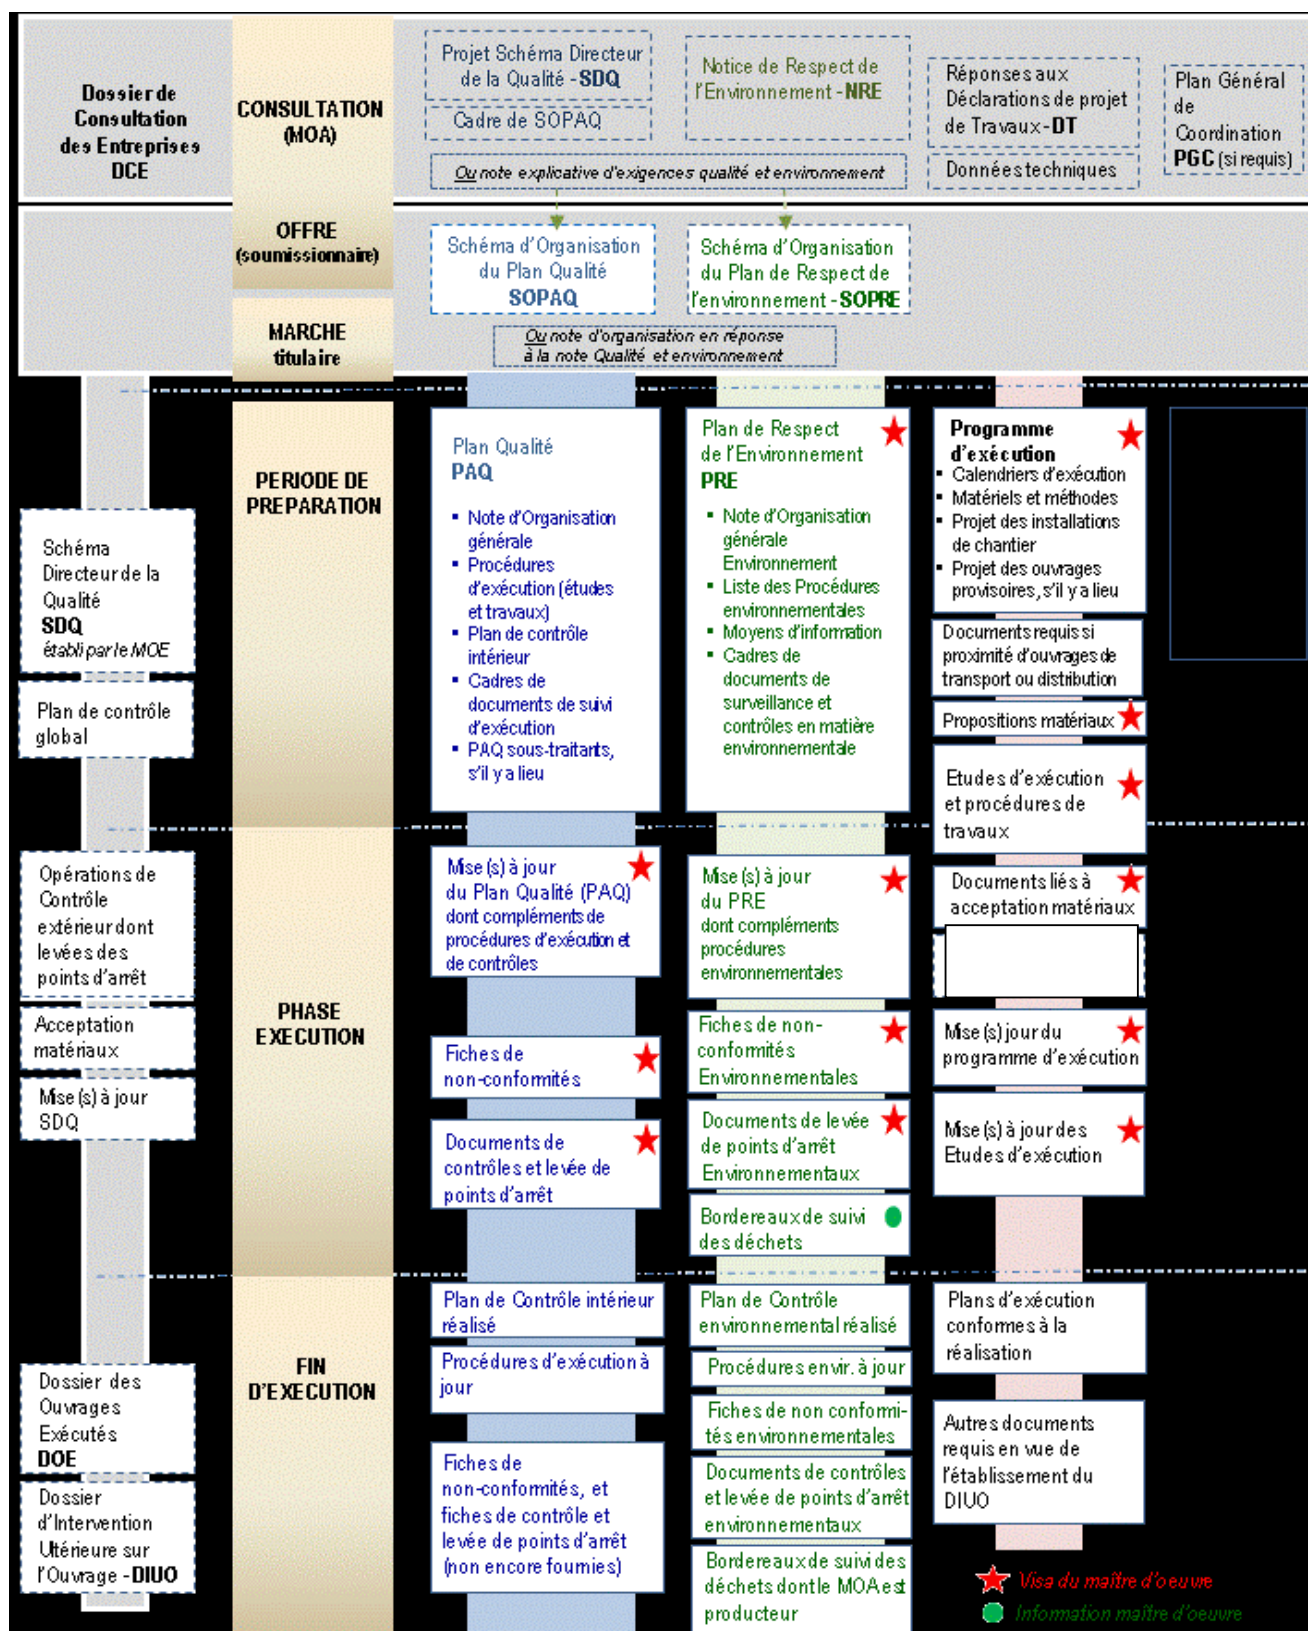 Dossier de
Consultation
des Entreprises
DCE
CONSULTATION
(MOA)
Projet Schéma Directeur
de la Qualité - SDQ
Cadre de SOPAQ
Notice de Respect de
l'Environnement - NRE
Ou note explicative d'exigences qualité et environnement
Réponses aux
Déclarations de projet
de Travaux - DT
Données techniques
Plan Général
de
Coordination
PGC (si requis)
OFFRE
(soumissionnaire)
Schéma d'Organisation
du Plan Qualité
SOPAQ
Schéma d'Organisation
du Plan de Respect de
l'environnement - SOPRE
MARCHE
titulaire
Ou note d'organisation en réponse
à la note Qualité et environnement
Schéma
Directeur de la
Qualité
SDQ
établi par le MOE
Plan de contrôle
global
PERIODE DE
PREPARATION
Plan Qualité
PAQ
▪ Note d'Organisation
générale
▪ Procédures
d'exécution (études
et travaux)
▪ Plan de contrôle
intérieur
▪ Cadres de
documents de suivi
d'exécution
▪ PAQ sous-traitants,
s'il y a lieu
Plan de Respect
de l'Environnement
PRE
▪ Note d'Organisation
générale
Environnement
▪ Liste des Procédures
environnementales
▪ Moyens d'information
▪ Cadres de
documents de
surveillance et
contrôles en matière
environnementale
Programme
d'exécution
▪ Calendriers d'exécution
▪ Matériels et méthodes
▪ Projet des installations
de chantier
▪ Projet des ouvrages
provisoires, s'il y a lieu
Documents requis si
proximité d'ouvrages de
transport ou distribution
Propositions matériaux
Etudes d'exécution
et procédures de
travaux
Opérations de
Contrôle
extérieur dont
levées des
points d'arrêt
Acceptation
matériaux
Mise(s) à jour
SDQ
PHASE
EXECUTION
Mise(s) à jour
du Plan Qualité (PAQ)
dont compléments de
procédures d'exécution et
de contrôles
Fiches de
non-conformités
Documents de
contrôles et levée de
points d'arrêt
Mise(s) à jour
du PRE
dont compléments
procédures
environnementales
Fiches de non-
conformités
Environnementales
Documents de levée
de points d'arrêt
Environnementaux
Bordereaux de suivi
des déchets
Documents liés à
acceptation matériaux
Mise(s) jour du
programme d'exécution
Mise(s) à jour des
Etudes d'exécution
Dossier des
Ouvrages
Exécutés
DOE
Dossier
d'Intervention
Ultérieure sur
l'Ouvrage - DIUO
FIN
D'EXECUTION
Plan de Contrôle intérieur
réalisé
Procédures d'exécution à
jour
Fiches de
non-conformités, et
fiches de contrôle et
levée de points d'arrêt
(non encore fournies)
Plan de Contrôle
environnemental réalisé
Procédures envir. à jour
Fiches de non conformi-
tés environnementales
Documents de contrôles
et levée de points d'arrêt
environnementaux
Bordereaux de suivi des
déchets dont le MOA est
producteur
Plans d'exécution
conformes à la
réalisation
Autres documents
requis en vue de
l'établissement du
DIUO
Visa du maître d'oeuvre
Information maître d'oeuvre